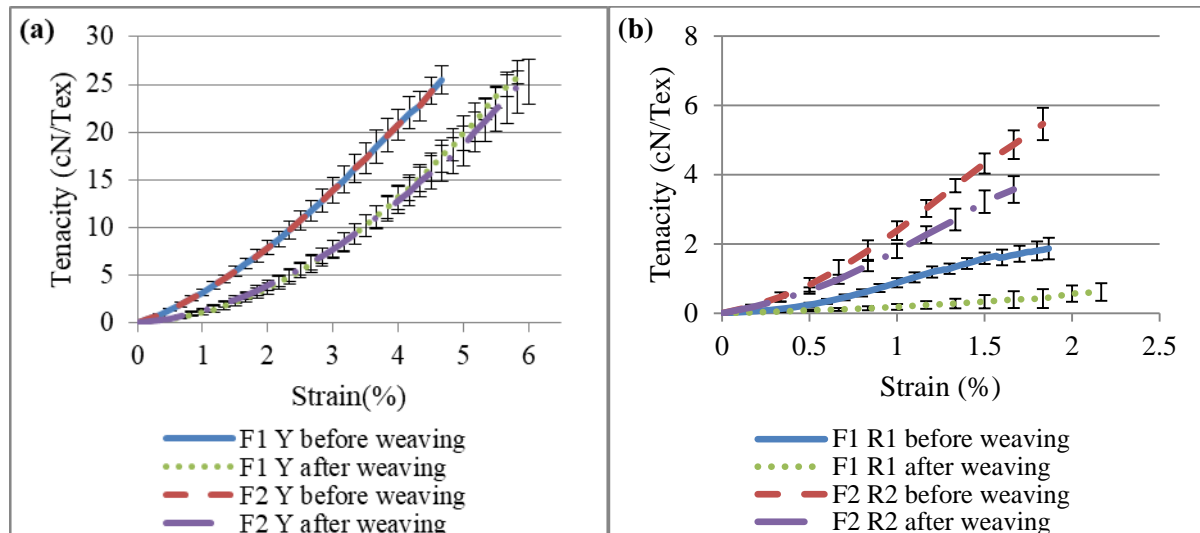 (a)
30
25
20
15
10
5
0
Tenacity (cN/Tex)
0 1 2 3 4 5 6
Strain(%)
F1 Y before weaving
F1 Y after weaving
F2 Y before weaving
F2 Y after weaving
(b)
8
6
4
2
0
Tenacity (cN/Tex)
0 0.5 1 1.5 2 2.5
Strain (%)
F1 R1 before weaving
F1 R1 after weaving
F2 R2 before weaving
F2 R2 after weaving